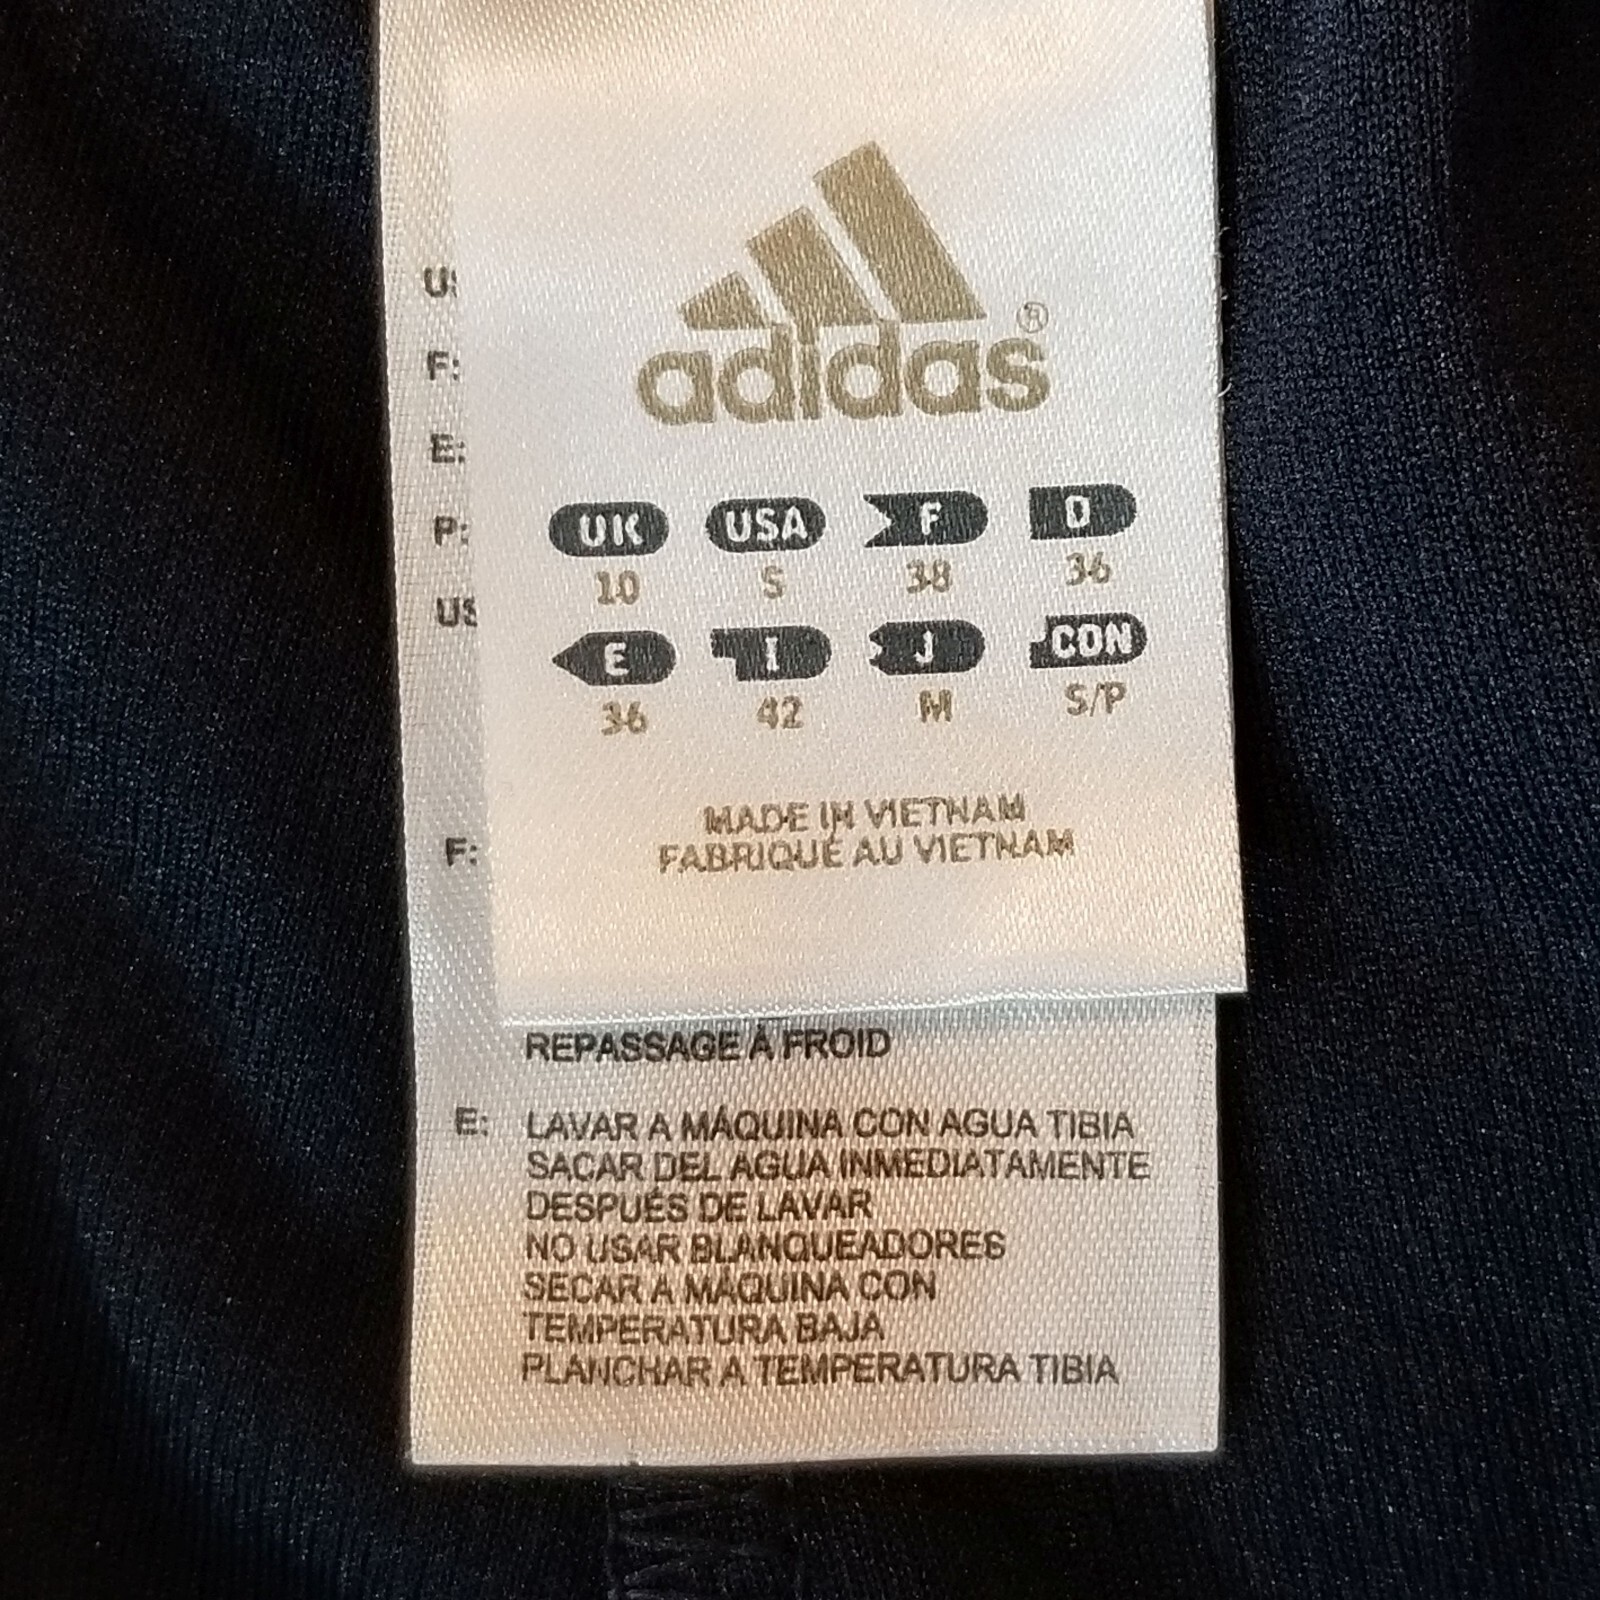 adidas®
UK USA F D
10 S 38 36
E I J CON
36 42 M S/P
MADE IN VIETNAM
FABRIQUÉ AU VIETNAM
F:
E:
P:
F:
REPASSAGE À FROID
E: LAVAR A MÁQUINA CON AGUA TIBIA
SACAR DEL AGUA INMEDIATAMENTE
DESPUÉS DE LAVAR
NO USAR BLANQUEADORES
SECAR A MÁQUINA CON
TEMPERATURA BAJA
PLANCHAR A TEMPERATURA TIBIA